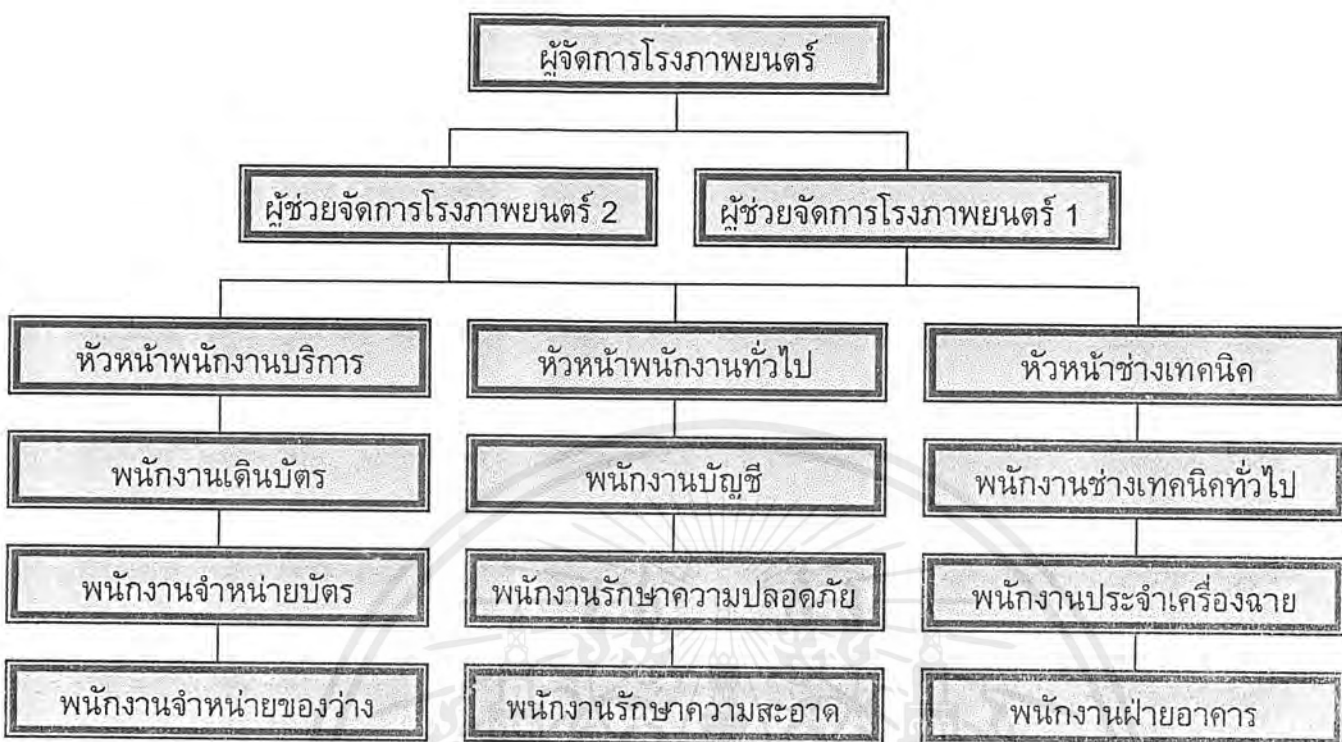 ผู้จัดการโรงภาพยนตร์
ผู้ช่วยจัดการโรงภาพยนตร์ 2
ผู้ช่วยจัดการโรงภาพยนตร์ 1
หัวหน้าพนักงานบริการ
หัวหน้าพนักงานทั่วไป
หัวหน้าช่างเทคนิค
พนักงานเดินบัตร
พนักงานบัญชี
พนักงานช่างเทคนิคทั่วไป
พนักงานจำหน่ายบัตร
พนักงานรักษาความปลอดภัย
พนักงานประจำเครื่องฉาย
พนักงานจำหน่ายของว่าง
พนักงานรักษาความสะอาด
พนักงานฝ่ายอาคาร